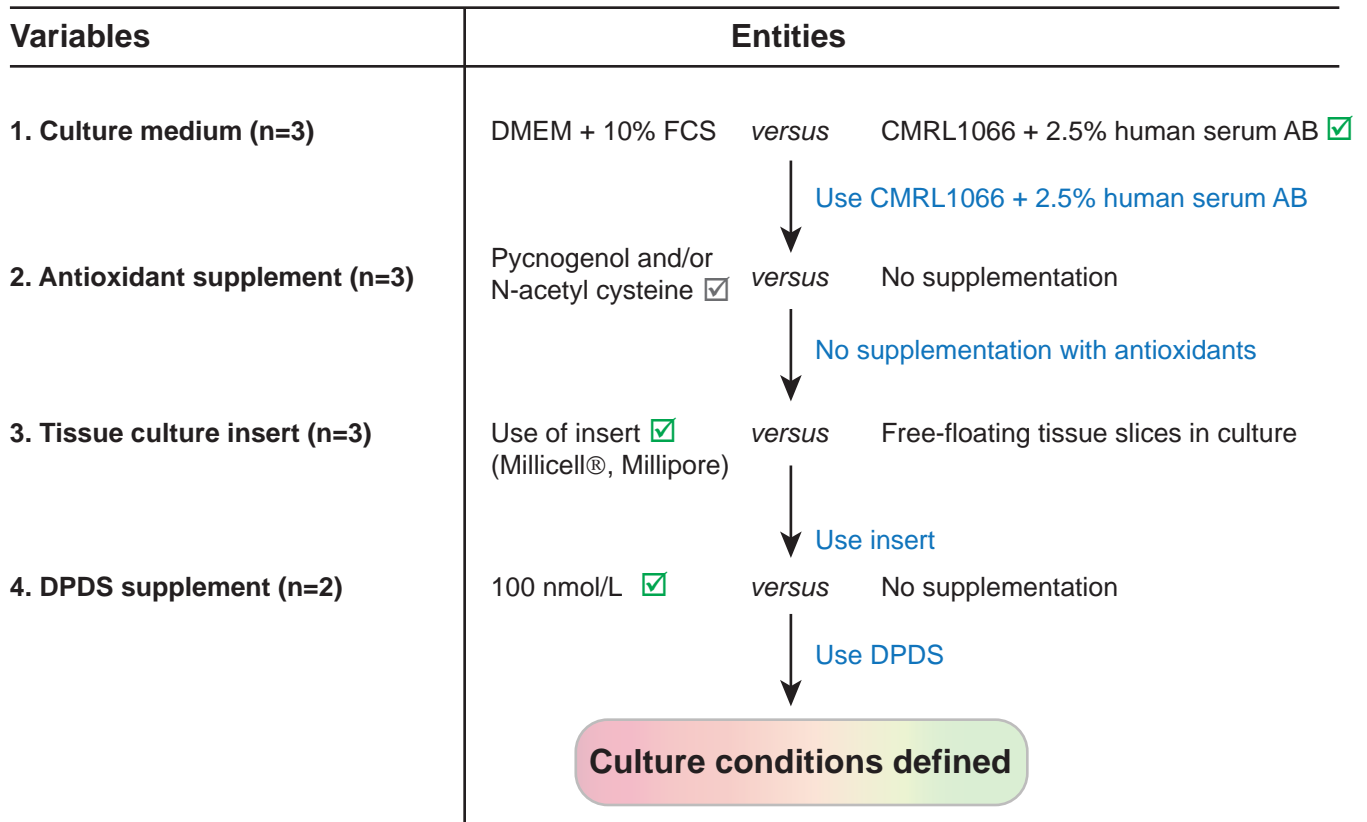 Variables
Entities
1. Culture medium (n=3)
DMEM + 10% FCS versus CMRL1066 + 2.5% human serum AB ☑
Use CMRL1066 + 2.5% human serum AB
2. Antioxidant supplement (n=3)
Pycnogenol and/or
N-acetyl cysteine ☑ versus No supplementation
No supplementation with antioxidants
3. Tissue culture insert (n=3)
Use of insert ☑ versus Free-floating tissue slices in culture
(Millicell®, Millipore)
Use insert
4. DPDS supplement (n=2)
100 nmol/L ☑ versus No supplementation
Use DPDS
Culture conditions defined